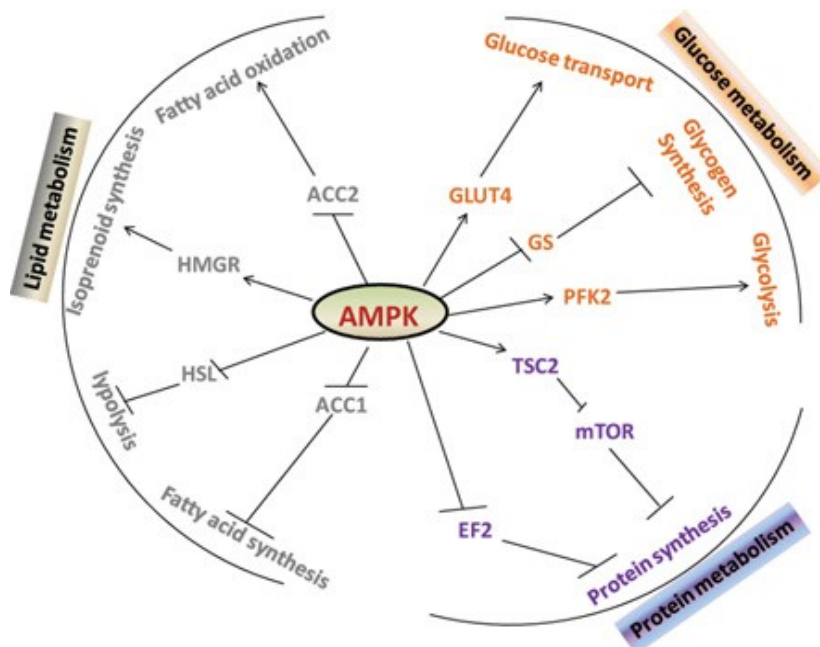 Fatty acid oxidation
Glucose transport
Glucose metabolism
Lipid metabolism
Isoprenoid synthesis
ACC2
GLUT4
Glycogen
Synthesis
GS
HMGR
PFK2
Glycolysis
AMPK
TSC2
HSL
lypolysis
ACC1
mTOR
Fatty acid synthesis
EF2
Protein synthesis
Protein metabolism